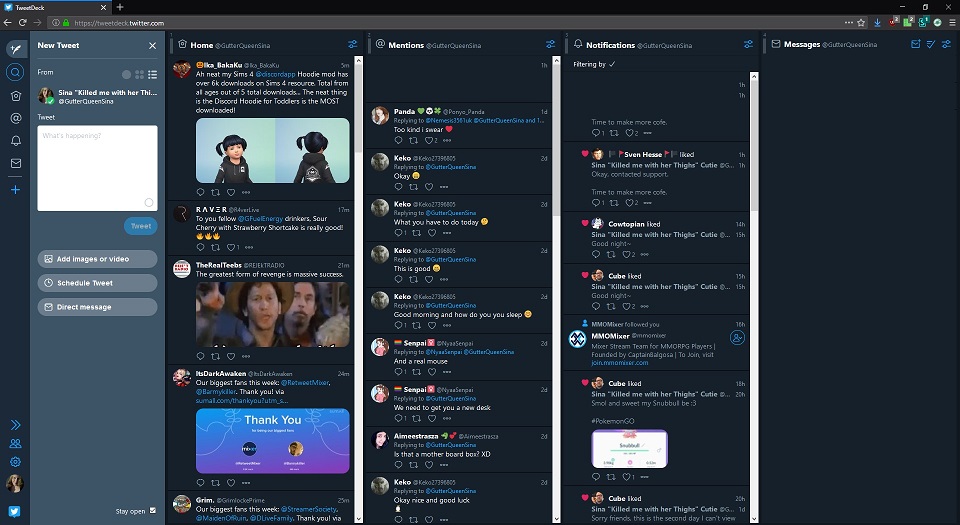 TweetDeck
https://tweetdeck.twitter.com
New Tweet
From
Sina "Killed me with her Thi...
@GutterQueenSina
Tweet
What's happening?
Tweet
Add images or video
Schedule Tweet
Direct message
Stay open
1
Home @GutterQueenSina
Ika_BakaKu @Ika_BakaKu 5m
Ah neat my Sims 4 @discordapp Hoodie mod has
over 6k downloads on Sims 4 resource. Total from
all ages out of 5 total downloads... The neat thing
is the Discord Hoodie for Toddlers is the MOST
downloaded!
R Λ V Ξ R @R4verLive 17m
To you fellow @GFuelEnergy drinkers, Sour
Cherry with Strawberry Shortcake is really good!
🔥🔥🔥
1
TheRealTeebs @REJEkTRADIO 21m
The greatest form of revenge is massive success.
ItsDarkAwaken @ItsDarkAwaken 24m
Our biggest fans this week: @RetweetMixer,
@Barmykiller. Thank you! via
sumall.com/thankyou?utm_s...
Thank You
for being our biggest fans
@RetweetMixer
@Barmykiller
Grim. @GrimlockePrime 25m
Our biggest fans this week: @StreamerSociety,
@MaidenOfRuin, @DLiveFamily. Thank you! via
2
Mentions @GutterQueenSina
1h
Panda 💚💀🍀 @Ponyo_Panda 1d
Replying to @Nemesis3561uk @GutterQueenSina and 1...
Too kind i swear ❤
2
Keko @Keko27396805 2d
Replying to @GutterQueenSina
Okay
Keko @Keko27396805 2d
Replying to @GutterQueenSina
What you have to do today
1
Keko @Keko27396805 2d
Replying to @GutterQueenSina
This is good
1
Keko @Keko27396805 2d
Replying to @GutterQueenSina
Good morning and how do you you sleep
1 1
Senpai @NyaaSenpai 2d
Replying to @NyaaSenpai @GutterQueenSina
And a real mouse
Senpai @NyaaSenpai 2d
Replying to @GutterQueenSina
We need to get you a new desk
1
Aimeestrasza @Aimeestrasza 2d
Replying to @GutterQueenSina
Is that a mother board box? XD
Keko @Keko27396805 2d
Replying to @GutterQueenSina
Okay nice and good luck
3
Notifications @GutterQueenSina
Filtering by ✓
1h
1h
Time to make more cofe.
1 2
Sven Hesse liked 1h
Sina "Killed me with her Thighs" Cutie @G... 1h
Okay, contacted support.
Time to make more cofe.
1 2
Cowtopian liked 14h
Sina "Killed me with her Thighs" Cutie @... 15h
Good night~
2
Cube liked 15h
Sina "Killed me with her Thighs" Cutie @... 15h
Good night~
2
MMOMixer followed you 16h
MMOMixer @mmomixer
Mixer Stream Team for MMORPG Players |
Founded by CaptainBalgosa | To Join, visit
join.mmomixer.com
Cube liked 18h
Sina "Killed me with her Thighs" Cutie @... 20h
Smol and sweet my Snubbull be :3
#PokemonGO
Snubbull
1
Cube liked 20h
Sina "Killed me with her Thighs" Cutie @G... 1d
Sorry friends, this is the second day I can't view
4
Messages @GutterQueenSina